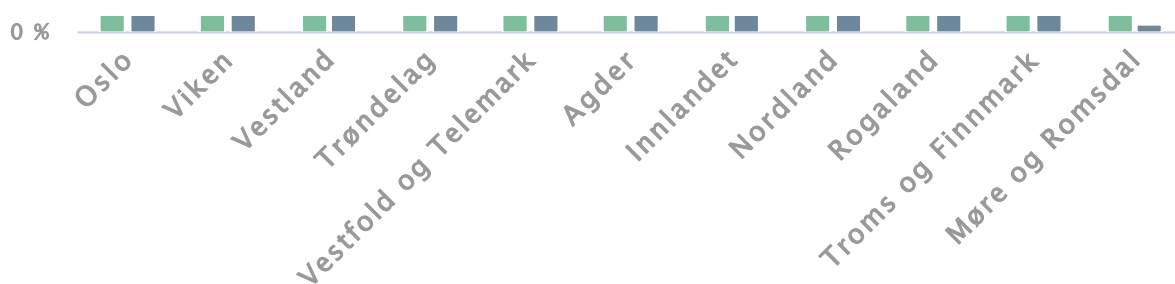 0 %
Oslo
Viken
Vestland
Trøndelag
Vestfold og Telemark
Agder
Innlandet
Nordland
Rogaland
Troms og Finnmark
Møre og Romsdal